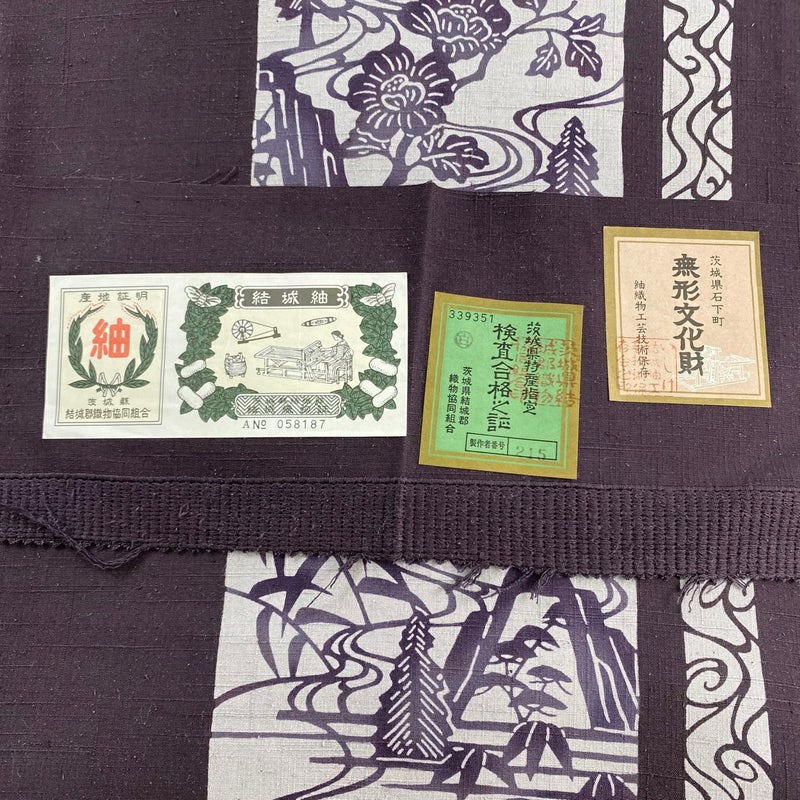 産地証明
紬
茨城縣
結城郡織物協同組合
結城紬
ANo 058187
339351
茨城県特産指定
検査合格之証
茨城県結城郡
織物協同組合
製作者番号
215
茨城県石下町
無形文化財
紬織物工芸技術保存